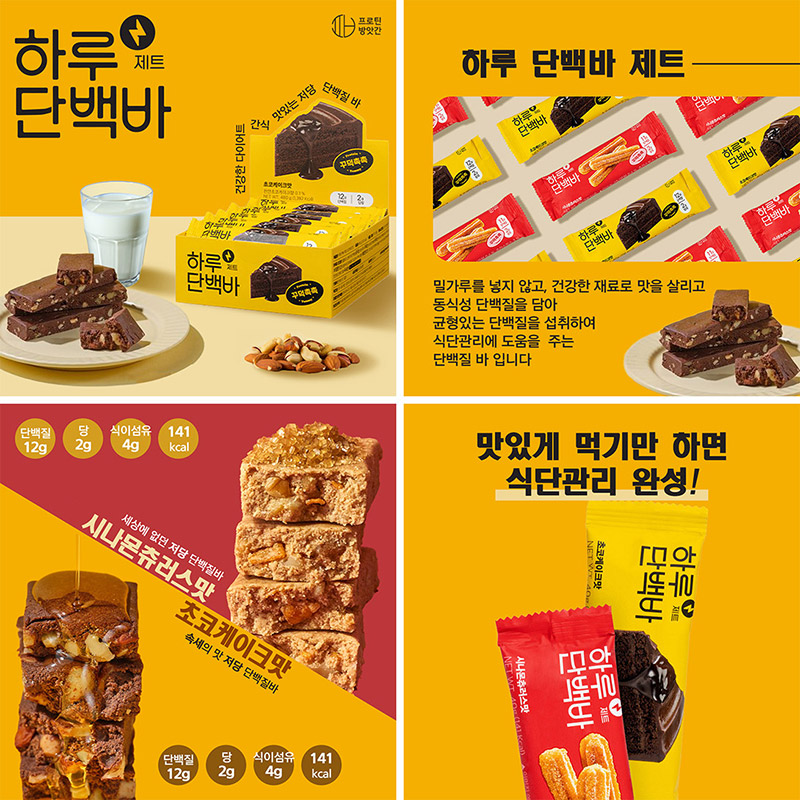 하루 제트
단백바
프로틴
방앗간
건강한 다이어트 간식 맛있는 저당 단백질 바
꾸덕촉촉
초코케이크맛
하루 제트
단백바
꾸덕촉촉
하루 단백바 제트
하루
단백바
밀가루를 넣지 않고, 건강한 재료로 맛을 살리고
동식성 단백질을 담아
균형있는 단백질을 섭취하여
식단관리에 도움을 주는
단백질 바 입니다
단백질 12g
당 2g
식이섬유 4g
141 kcal
세상에 없던 저당 단백질바
시나몬츄러스맛
초코케이크맛
속세의 맛 저당 단백질바
단백질 12g
당 2g
식이섬유 4g
141 kcal
맛있게 먹기만 하면
식단관리 완성!
초코케이크맛
하루 제트
단백바
시나몬츄러스맛
NET WT. 40g (141 Kcal)
하루 제트
단백바